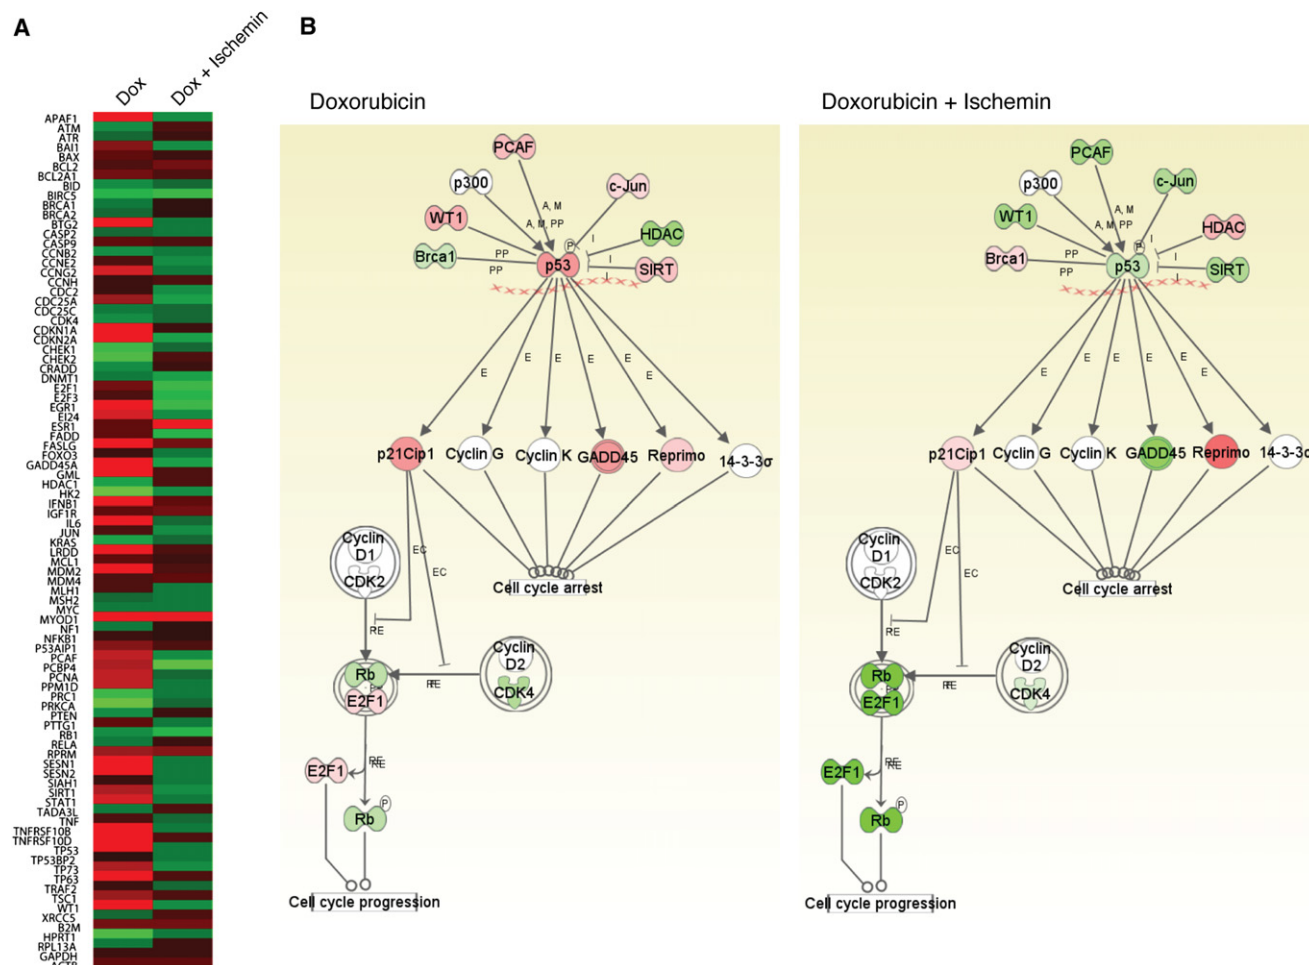 A
B
Dox
Dox + Ischemin
APAF1
ATM
ATR
BAI1
BAX
BCL2
BCL2A1
BID
BIRC5
BRCA1
BRCA2
BTG2
CASP2
CASP9
CCNB2
CCNE2
CCNG2
CCNH
CDC2
CDC25A
CDC25C
CDK4
CDKN1A
CDKN2A
CHEK1
CHEK2
CRADD
DNMT1
E2F1
E2F3
EGR1
EI24
ESR1
FADD
FASLG
FOXO3
GADD45A
GML
HDAC1
HK2
IFNB1
IGF1R
IL6
JUN
KRAS
LRDD
MCL1
MDM2
MDM4
MLH1
MSH2
MYC
MYOD1
NF1
NFKB1
P53AIP1
PCAF
PCBP4
PCNA
PPM1D
PRC1
PRKCA
PTEN
PTTG1
RB1
RELA
RPRM
SESN1
SESN2
SIAH1
SIRT1
STAT1
TADA3L
TNF
TNFRSF10B
TNFRSF10D
TP53
TP53BP2
TP73
TP63
TRAF2
TSC1
WT1
XRCC5
B2M
HPRT1
RPL13A
GAPDH
ACTB
Doxorubicin
PCAF
p300
c-Jun
A, M
WT1
A, M, PP
HDAC
I
Brca1
PP
PP
P
p53
I
SIRT
I
E
E
E
E
E
E
p21Cip1
Cyclin G
Cyclin K
GADD45
Reprimo
14-3-3σ
EC
EC
Cyclin
D1
CDK2
Cell cycle arrest
RE
Cyclin
D2
CDK4
Rb
E2F1
RE
RE
E2F1
P
Rb
Cell cycle progression
Doxorubicin + Ischemin
PCAF
p300
c-Jun
A, M
WT1
A, M, PP
HDAC
I
Brca1
PP
PP
P
p53
I
SIRT
I
E
E
E
E
E
E
p21Cip1
Cyclin G
Cyclin K
GADD45
Reprimo
14-3-3σ
EC
EC
Cyclin
D1
CDK2
Cell cycle arrest
RE
Cyclin
D2
CDK4
Rb
E2F1
RE
RE
E2F1
P
Rb
Cell cycle progression